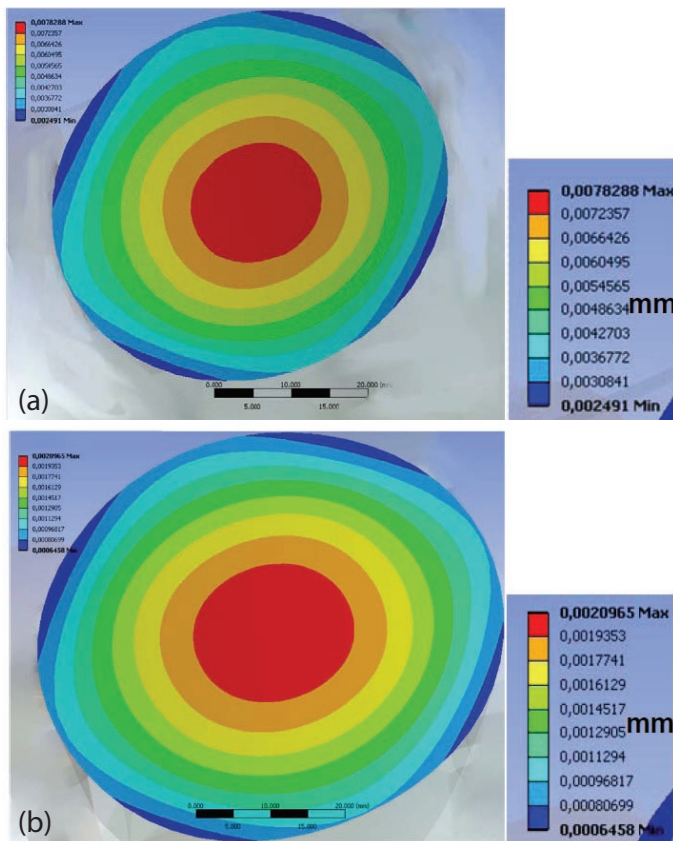 0,0078288 Max
0,0072357
0,0066426
0,0060495
0,0054565
0,0048634
0,0042703
0,0036772
0,0030841
0,002491 Min
(a)
0.000
10.000
20.000 (mm)
5.000
15.000
0,0078288 Max
0,0072357
0,0066426
0,0060495
0,0054565
0,0048634
mm
0,0042703
0,0036772
0,0030841
0,002491 Min
0,0020965 Max
0,0019353
0,0017741
0,0016129
0,0014517
0,0012905
0,0011294
0,00096817
0,00080699
0,0006458 Min
(b)
0.000
10.000
20.000 (mm)
5.000
15.000
0,0020965 Max
0,0019353
0,0017741
0,0016129
0,0014517
0,0012905
mm
0,0011294
0,00096817
0,00080699
0,0006458 Min